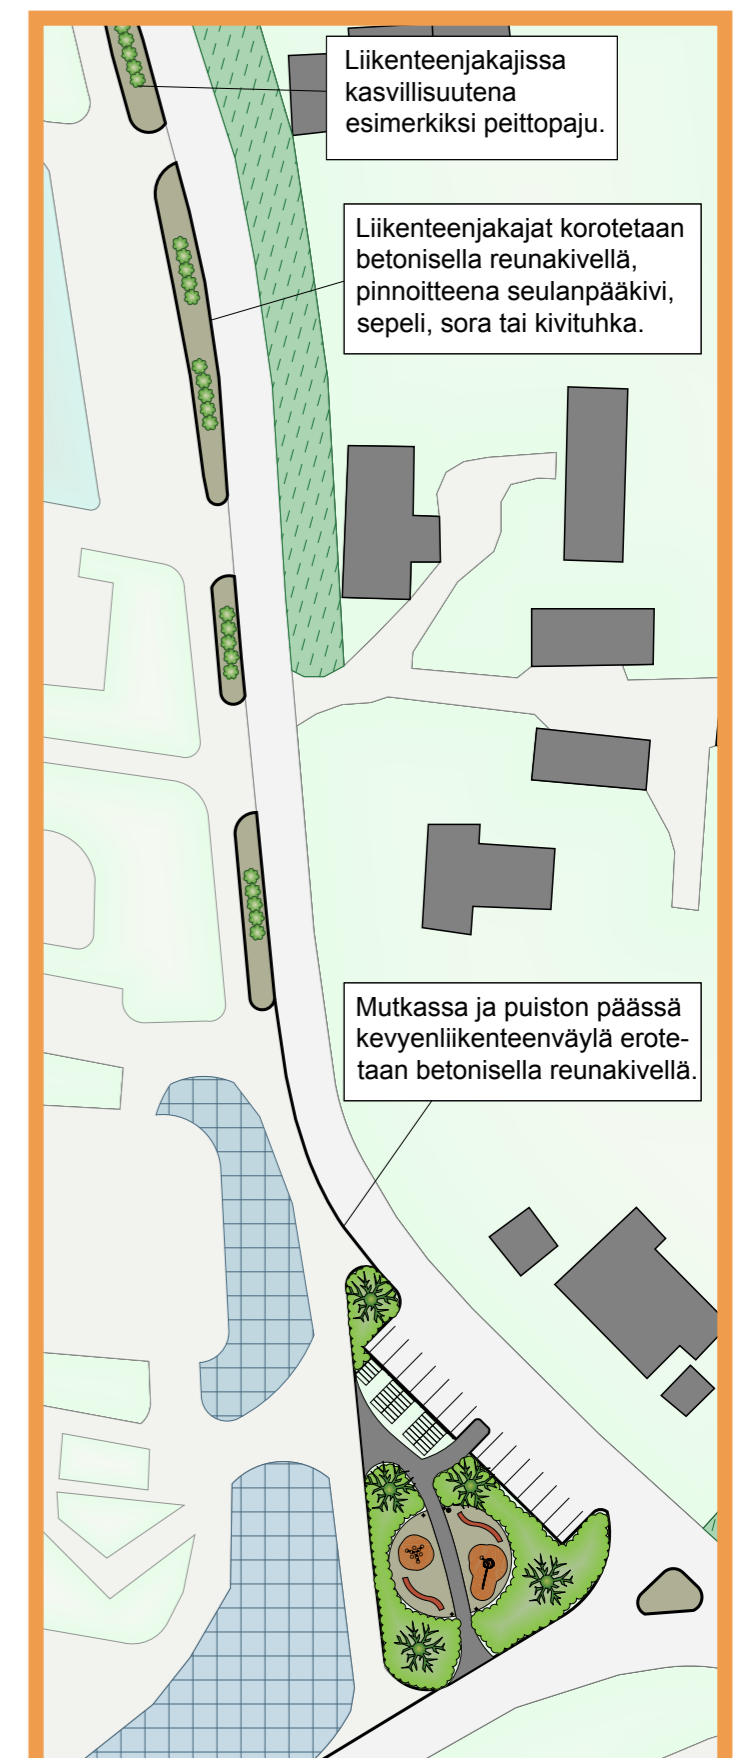 Liikenteenjakajissa
kasvillisuutena
esimerkiksi peittopaju.
Liikenteenjakajat korotetaan
betonisella reunakivellä,
pinnoitteena seulanpääkivi,
sepeli, sora tai kivituhka.
Mutkassa ja puiston päässä
kevyenliikenteenväylä erote-
taan betonisella reunakivellä.